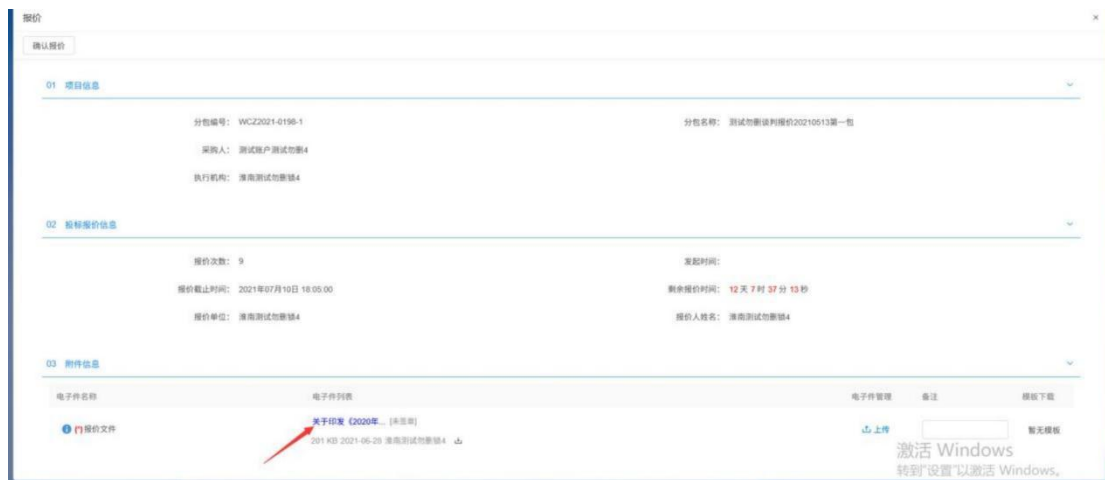 报价
×
确认报价
01 项目信息
分包编号： WCZ2021-0198-1
分包名称： 测试勿删谈判报价20210513第一包
采购人： 测试账户测试勿删4
执行机构： 淮南测试勿删锁4
02 投标报价信息
报价次数： 9
发起时间：
报价截止时间： 2021年07月10日 18:05:00
剩余报价时间： 12 天 7 时 37 分 13 秒
报价单位： 淮南测试勿删锁4
报价人姓名： 淮南测试勿删锁4
03 附件信息
电子件名称 电子件列表 电子件管理 备注 模板下载
(*)报价文件 关于印发《2020年... [未签章] 上传 暂无模板
201 KB 2021-06-28 淮南测试勿删锁4
激活 Windows
转到"设置"以激活 Windows。